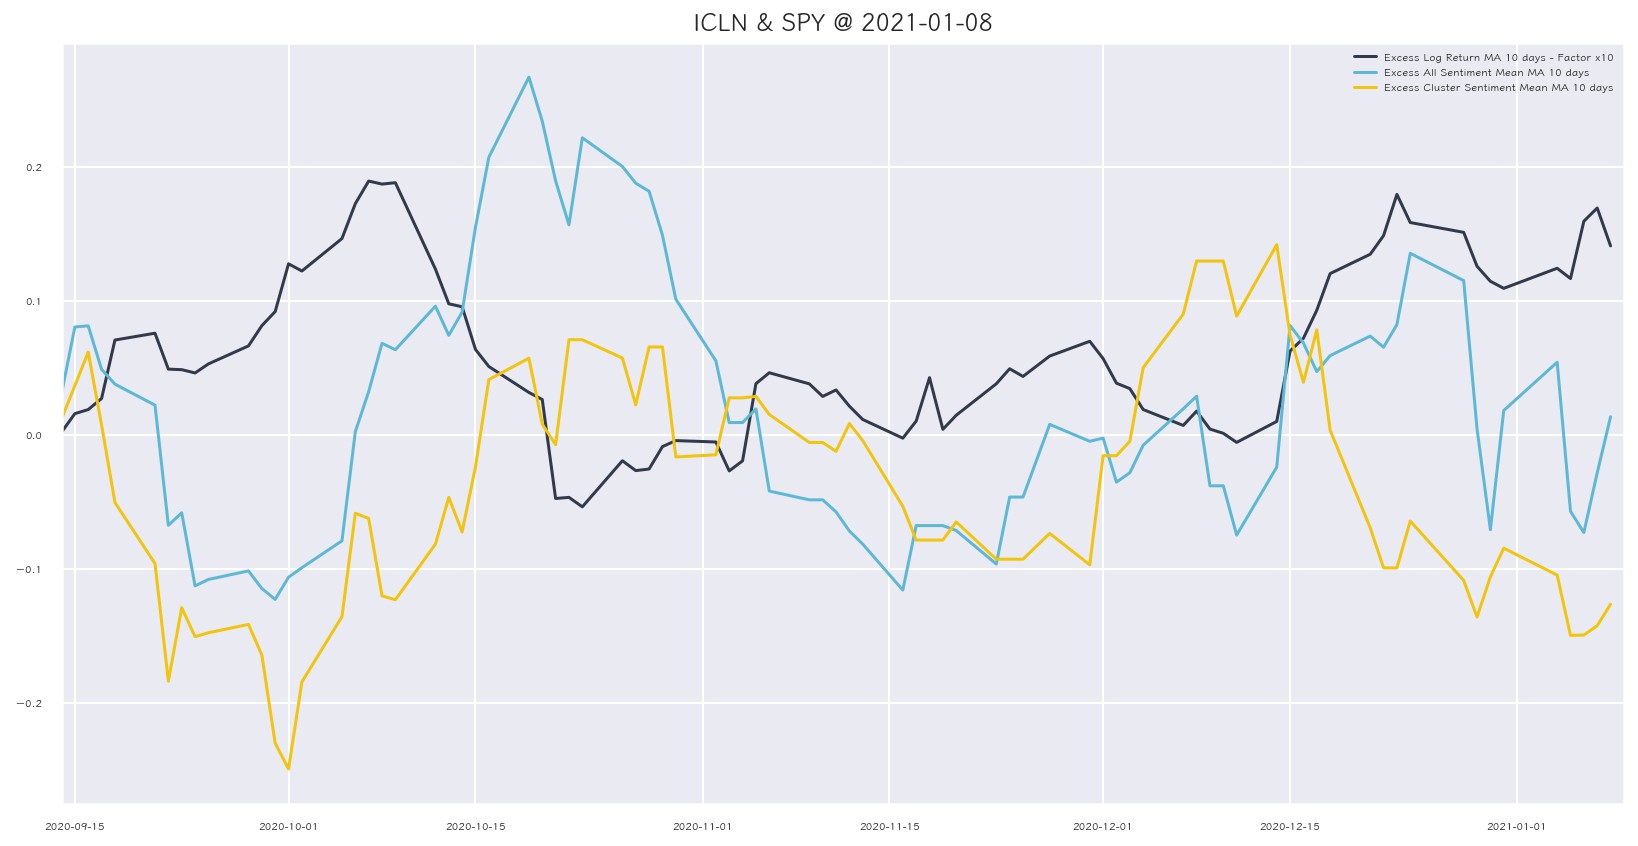 ICLN & SPY @ 2021-01-08
Excess Log Return MA 10 days - Factor x10
Excess All Sentiment Mean MA 10 days
Excess Cluster Sentiment Mean MA 10 days
0.2
0.1
0.0
−0.1
−0.2
2020-09-15 2020-10-01 2020-10-15 2020-11-01 2020-11-15 2020-12-01 2020-12-15 2021-01-01